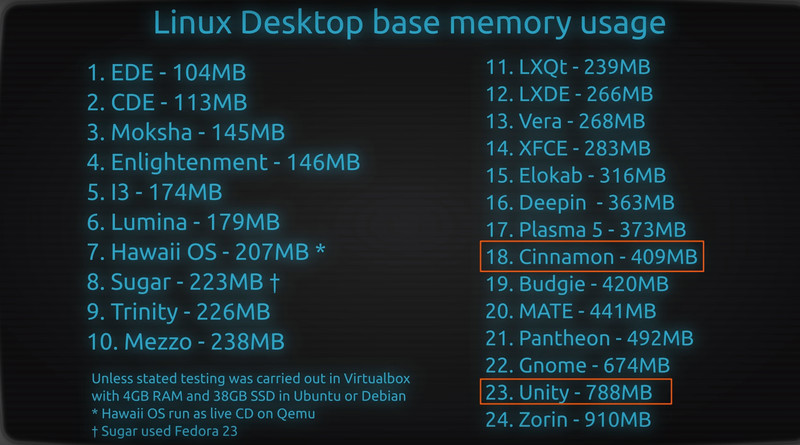 Linux Desktop base memory usage
1. EDE - 104MB
2. CDE - 113MB
3. Moksha - 145MB
4. Enlightenment - 146MB
5. I3 - 174MB
6. Lumina - 179MB
7. Hawaii OS - 207MB *
8. Sugar - 223MB †
9. Trinity - 226MB
10. Mezzo - 238MB
Unless stated testing was carried out in Virtualbox
with 4GB RAM and 38GB SSD in Ubuntu or Debian
* Hawaii OS run as live CD on Qemu
† Sugar used Fedora 23
11. LXQt - 239MB
12. LXDE - 266MB
13. Vera - 268MB
14. XFCE - 283MB
15. Elokab - 316MB
16. Deepin - 363MB
17. Plasma 5 - 373MB
18. Cinnamon - 409MB
19. Budgie - 420MB
20. MATE - 441MB
21. Pantheon - 492MB
22. Gnome - 674MB
23. Unity - 788MB
24. Zorin - 910MB